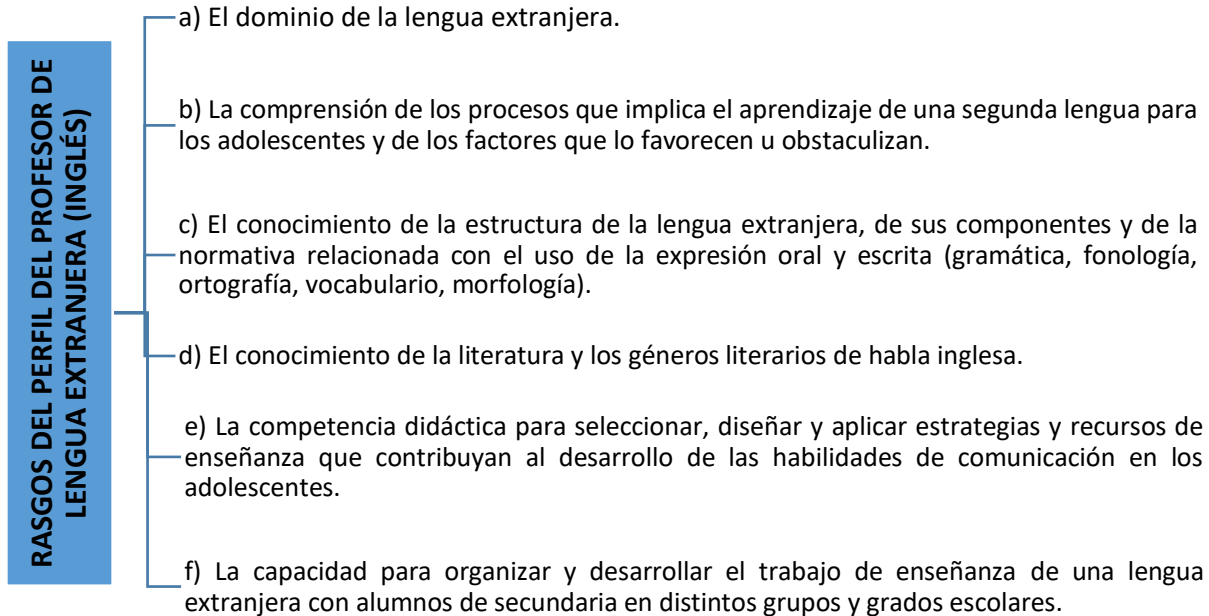 RASGOS DEL PERFIL DEL PROFESOR DE
LENGUA EXTRANJERA (INGLÉS)
a) El dominio de la lengua extranjera.
b) La comprensión de los procesos que implica el aprendizaje de una segunda lengua para
los adolescentes y de los factores que lo favorecen u obstaculizan.
c) El conocimiento de la estructura de la lengua extranjera, de sus componentes y de la
normativa relacionada con el uso de la expresión oral y escrita (gramática, fonología,
ortografía, vocabulario, morfología).
d) El conocimiento de la literatura y los géneros literarios de habla inglesa.
e) La competencia didáctica para seleccionar, diseñar y aplicar estrategias y recursos de
enseñanza que contribuyan al desarrollo de las habilidades de comunicación en los
adolescentes.
f) La capacidad para organizar y desarrollar el trabajo de enseñanza de una lengua
extranjera con alumnos de secundaria en distintos grupos y grados escolares.